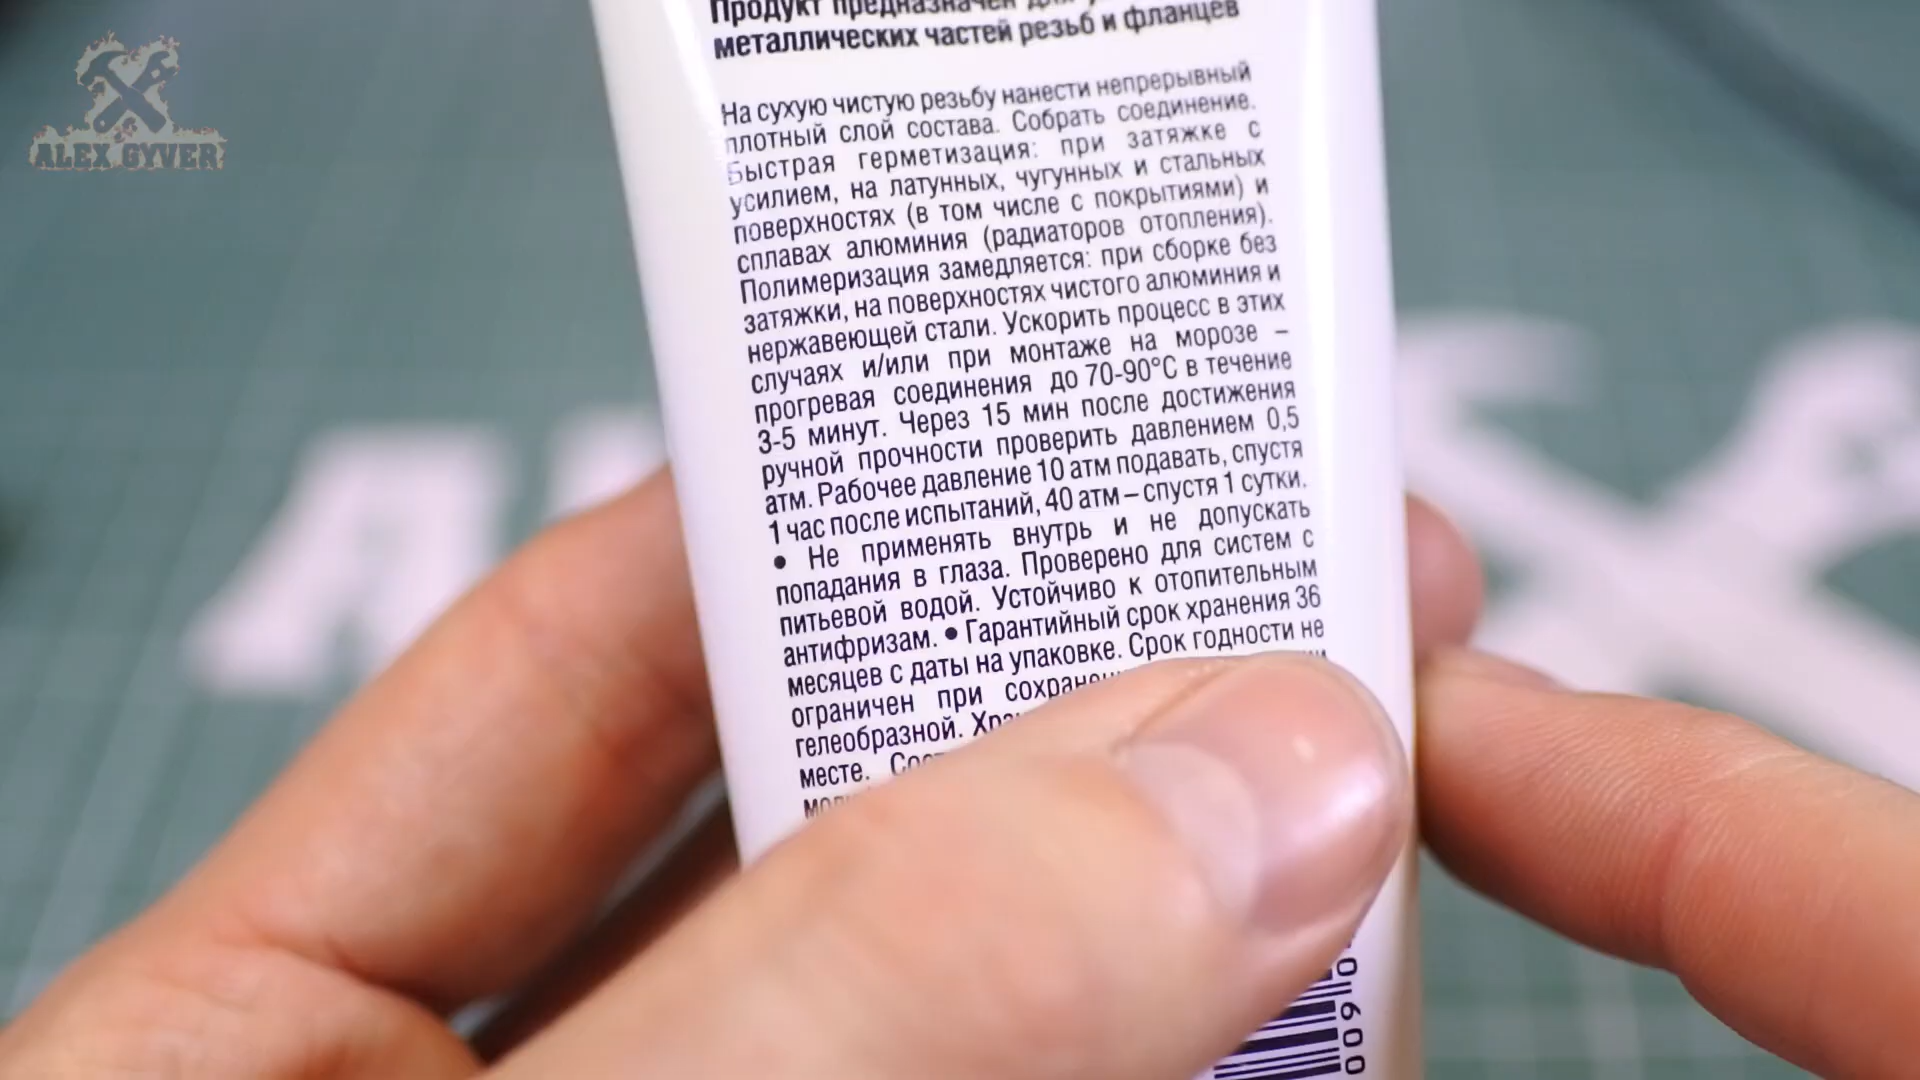 ALEX GYVER
Продукт предназначен для
металлических частей резьб и фланцев
На сухую чистую резьбу нанести непрерывный
плотный слой состава. Собрать соединение.
Быстрая герметизация: при затяжке с
усилием, на латунных, чугунных и стальных
поверхностях (в том числе с покрытиями) и
сплавах алюминия (радиаторов отопления).
Полимеризация замедляется: при сборке без
затяжки, на поверхностях чистого алюминия и
нержавеющей стали. Ускорить процесс в этих
случаях и/или при монтаже на морозе –
прогревая соединения до 70-90°С в течение
3-5 минут. Через 15 мин после достижения
ручной прочности проверить давлением 0,5
атм. Рабочее давление 10 атм подавать, спустя
1 час после испытаний, 40 атм – спустя 1 сутки.
• Не применять внутрь и не допускать
попадания в глаза. Проверено для систем с
питьевой водой. Устойчиво к отопительным
антифризам. • Гарантийный срок хранения 36
месяцев с даты на упаковке. Срок годности не
ограничен при
гелеобразной.
месте.